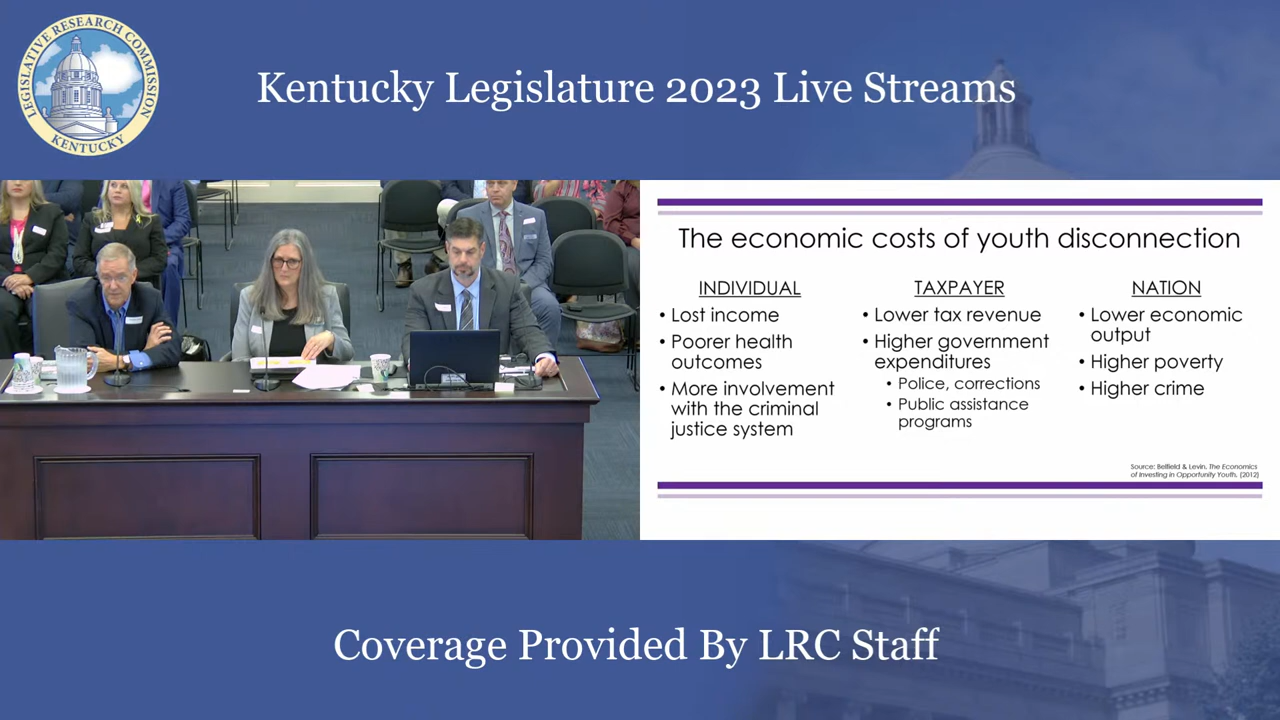 LEGISLATIVE RESEARCH COMMISSION
KENTUCKY
Kentucky Legislature 2023 Live Streams
The economic costs of youth disconnection
INDIVIDUAL
• Lost income
• Poorer health
outcomes
• More involvement
with the criminal
justice system
TAXPAYER
• Lower tax revenue
• Higher government
expenditures
• Police, corrections
• Public assistance
programs
NATION
• Lower economic
output
• Higher poverty
• Higher crime
Source: Belfield & Levin, The Economics
of Investing in Opportunity Youth, (2012)
Coverage Provided By LRC Staff